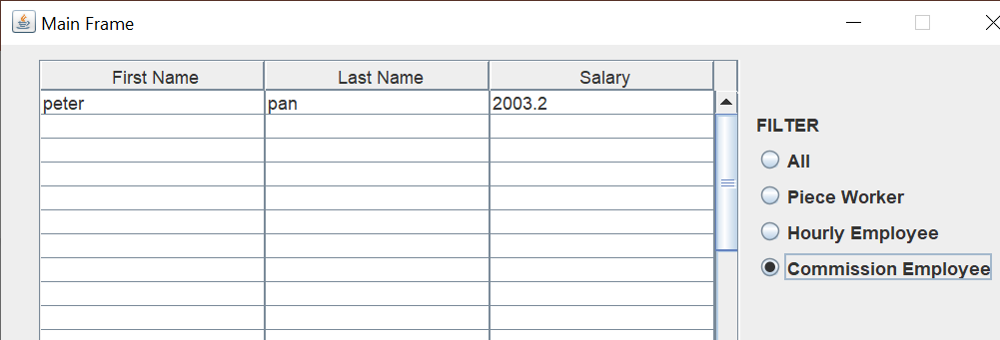 Main Frame
First Name Last Name Salary
peter pan 2003.2
FILTER
All
Piece Worker
Hourly Employee
Commission Employee